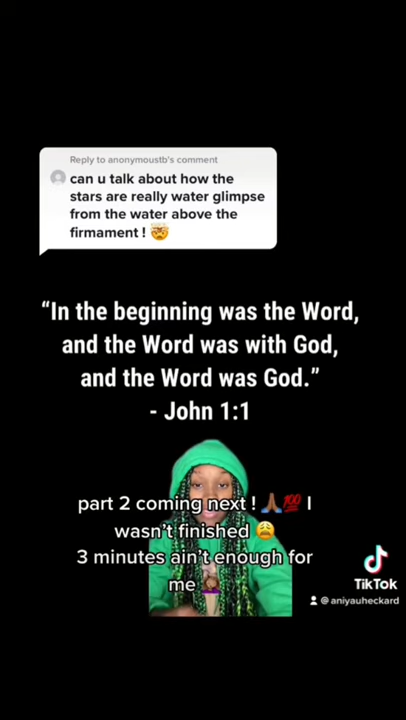 Reply to anonymoustb's comment
can u talk about how the
stars are really water glimpse
from the water above the
firmament ! 🤯
“In the beginning was the Word,
and the Word was with God,
and the Word was God.”
- John 1:1
part 2 coming next ! 🙏🏾💯 I
wasn’t finished 😩
3 minutes ain’t enough for
me 🤦🏾‍♀️
TikTok
@aniyauheckard